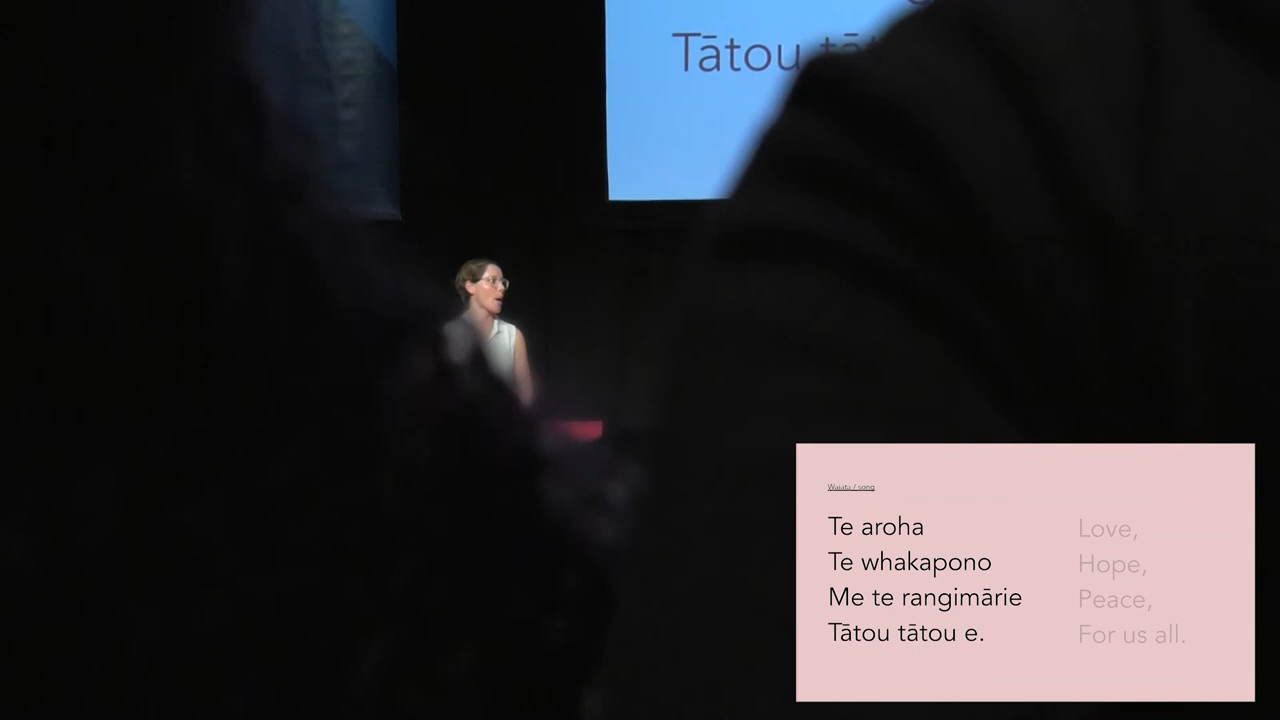 Tātou
Waiata / song
Te aroha
Te whakapono
Me te rangimārie
Tātou tātou e.
Love,
Hope,
Peace,
For us all.